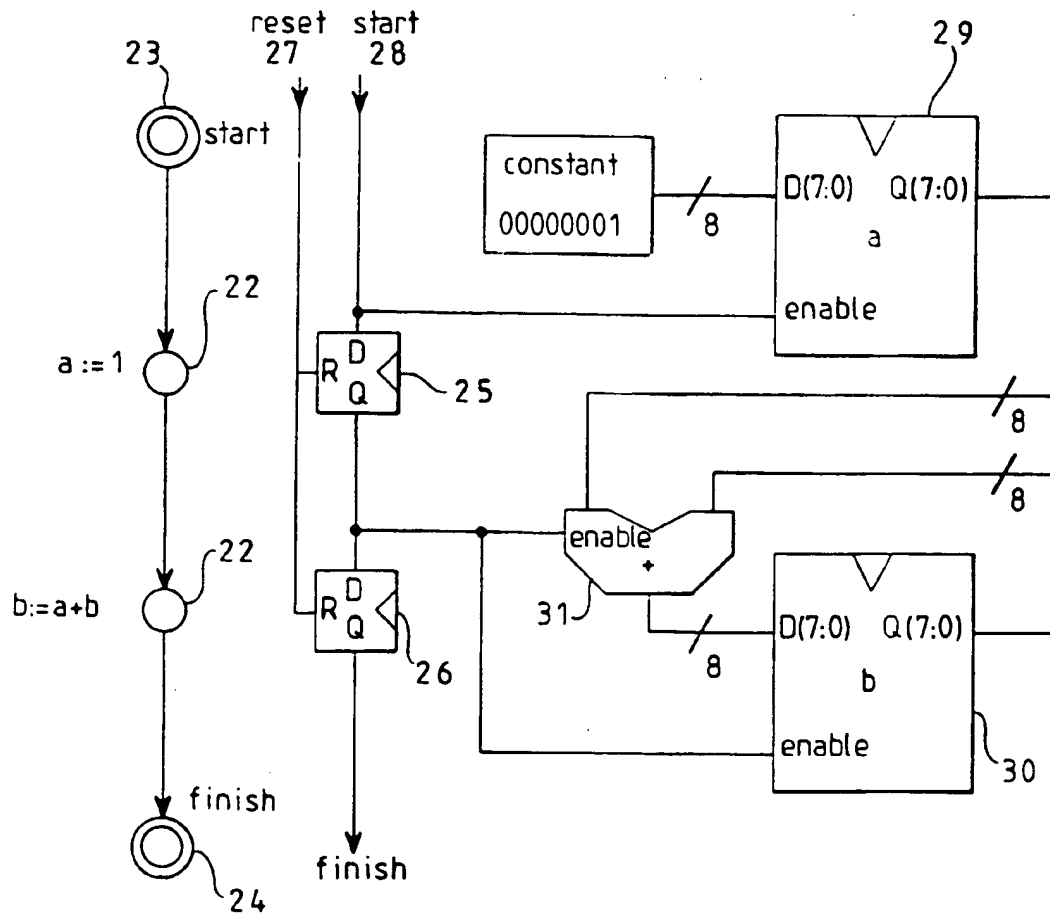 reset start
27 28
23
start
29
constant
00000001
8
D(7:0) Q(7:0)
a
enable
22
a := 1
D
R
Q
25
8
8
enable
+
31
22
b:=a+b
D
R
Q
26
8
D(7:0) Q(7:0)
b
enable
30
finish
24
finish